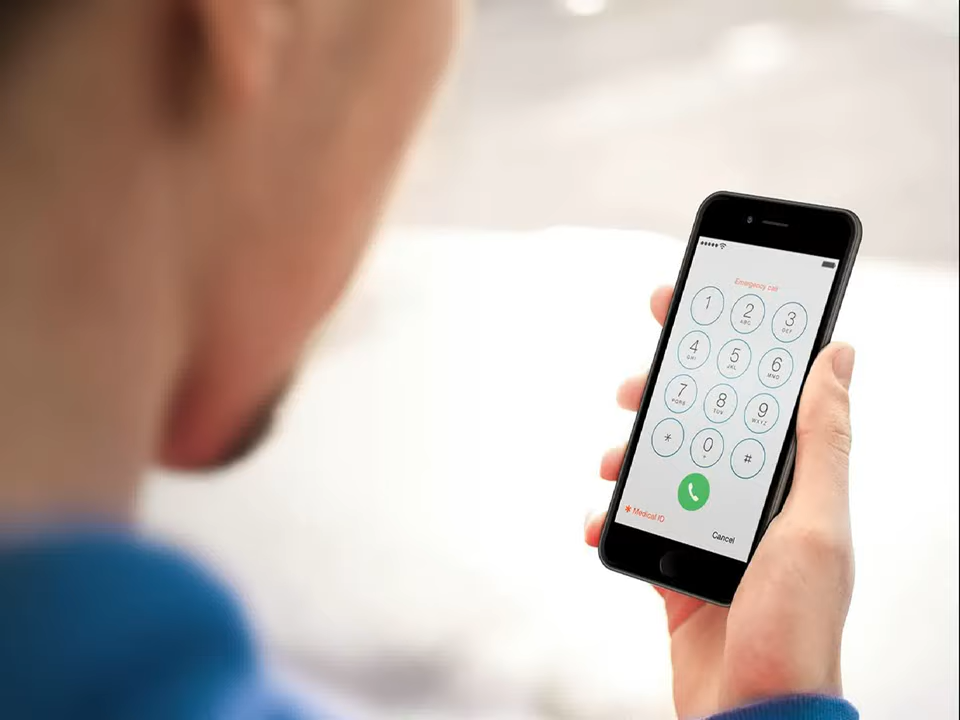 Emergency call
1
2
ABC
3
DEF
4
GHI
5
JKL
6
MNO
7
PQRS
8
TUV
9
WXYZ
*
0
+
#
* Medical ID
Cancel